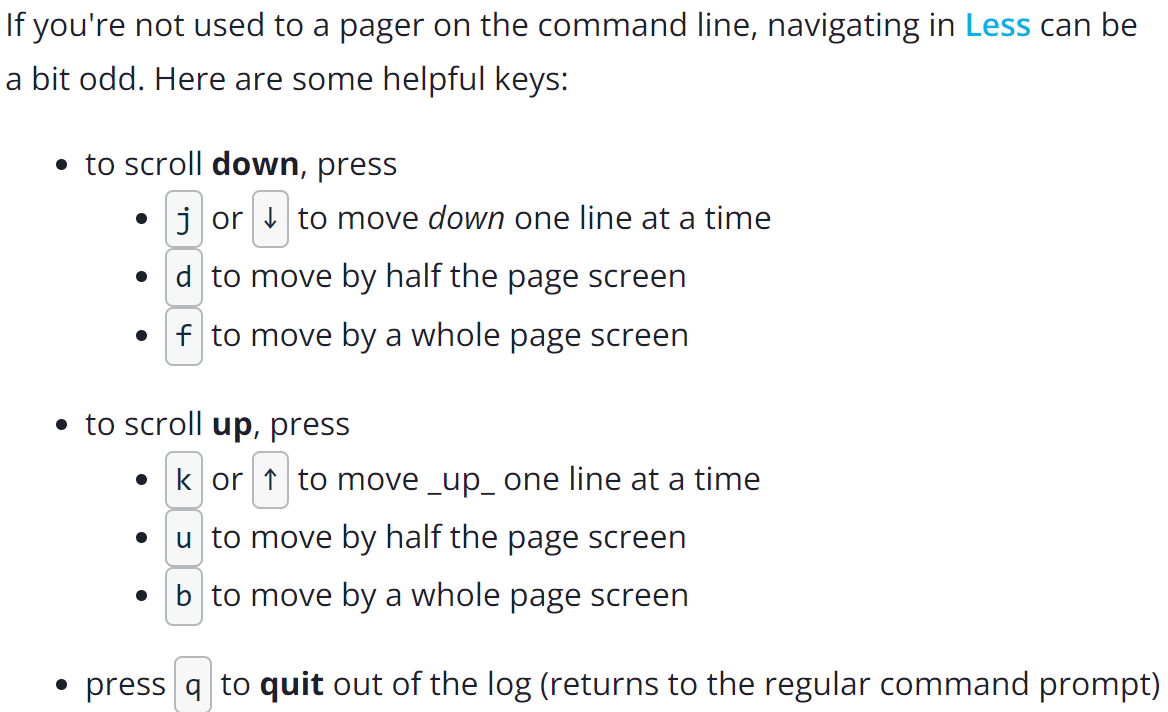 If you're not used to a pager on the command line, navigating in Less can be
a bit odd. Here are some helpful keys:
• to scroll down, press
• j or ↓ to move down one line at a time
• d to move by half the page screen
• f to move by a whole page screen
• to scroll up, press
• k or ↑ to move _up_ one line at a time
• u to move by half the page screen
• b to move by a whole page screen
• press q to quit out of the log (returns to the regular command prompt)